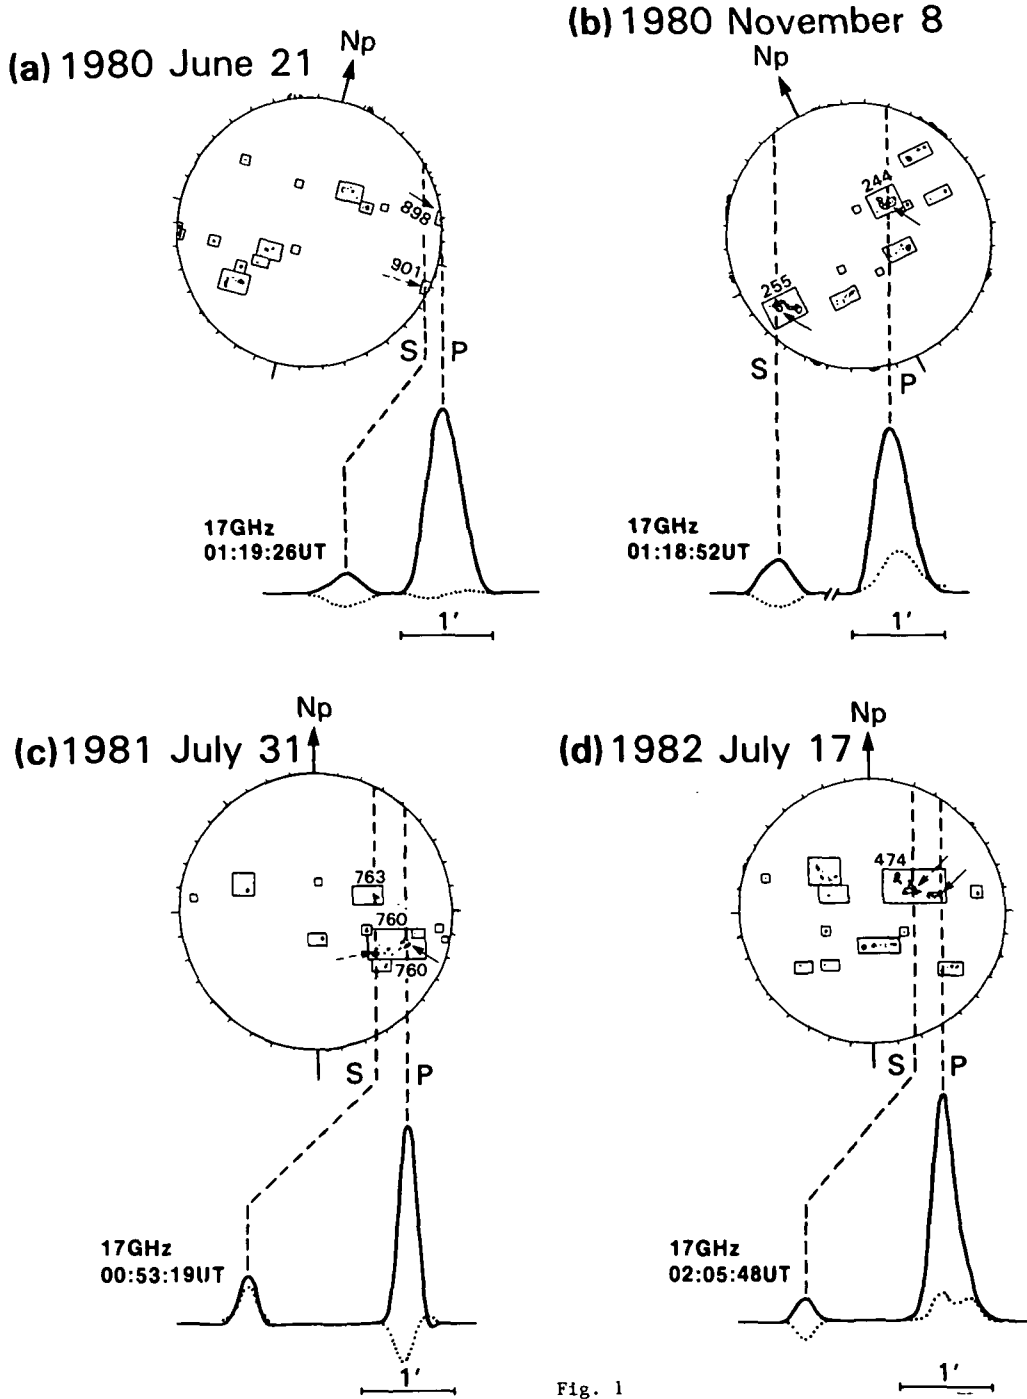 (a) 1980 June 21
Np
898
901
S P
17GHz
01:19:26UT
1'
(b) 1980 November 8
Np
244
255
S
P
17GHz
01:18:52UT
1'
(c) 1981 July 31
Np
763
760
760
S P
17GHz
00:53:19UT
1'
(d) 1982 July 17
Np
474
S P
17GHz
02:05:48UT
1'
Fig. 1